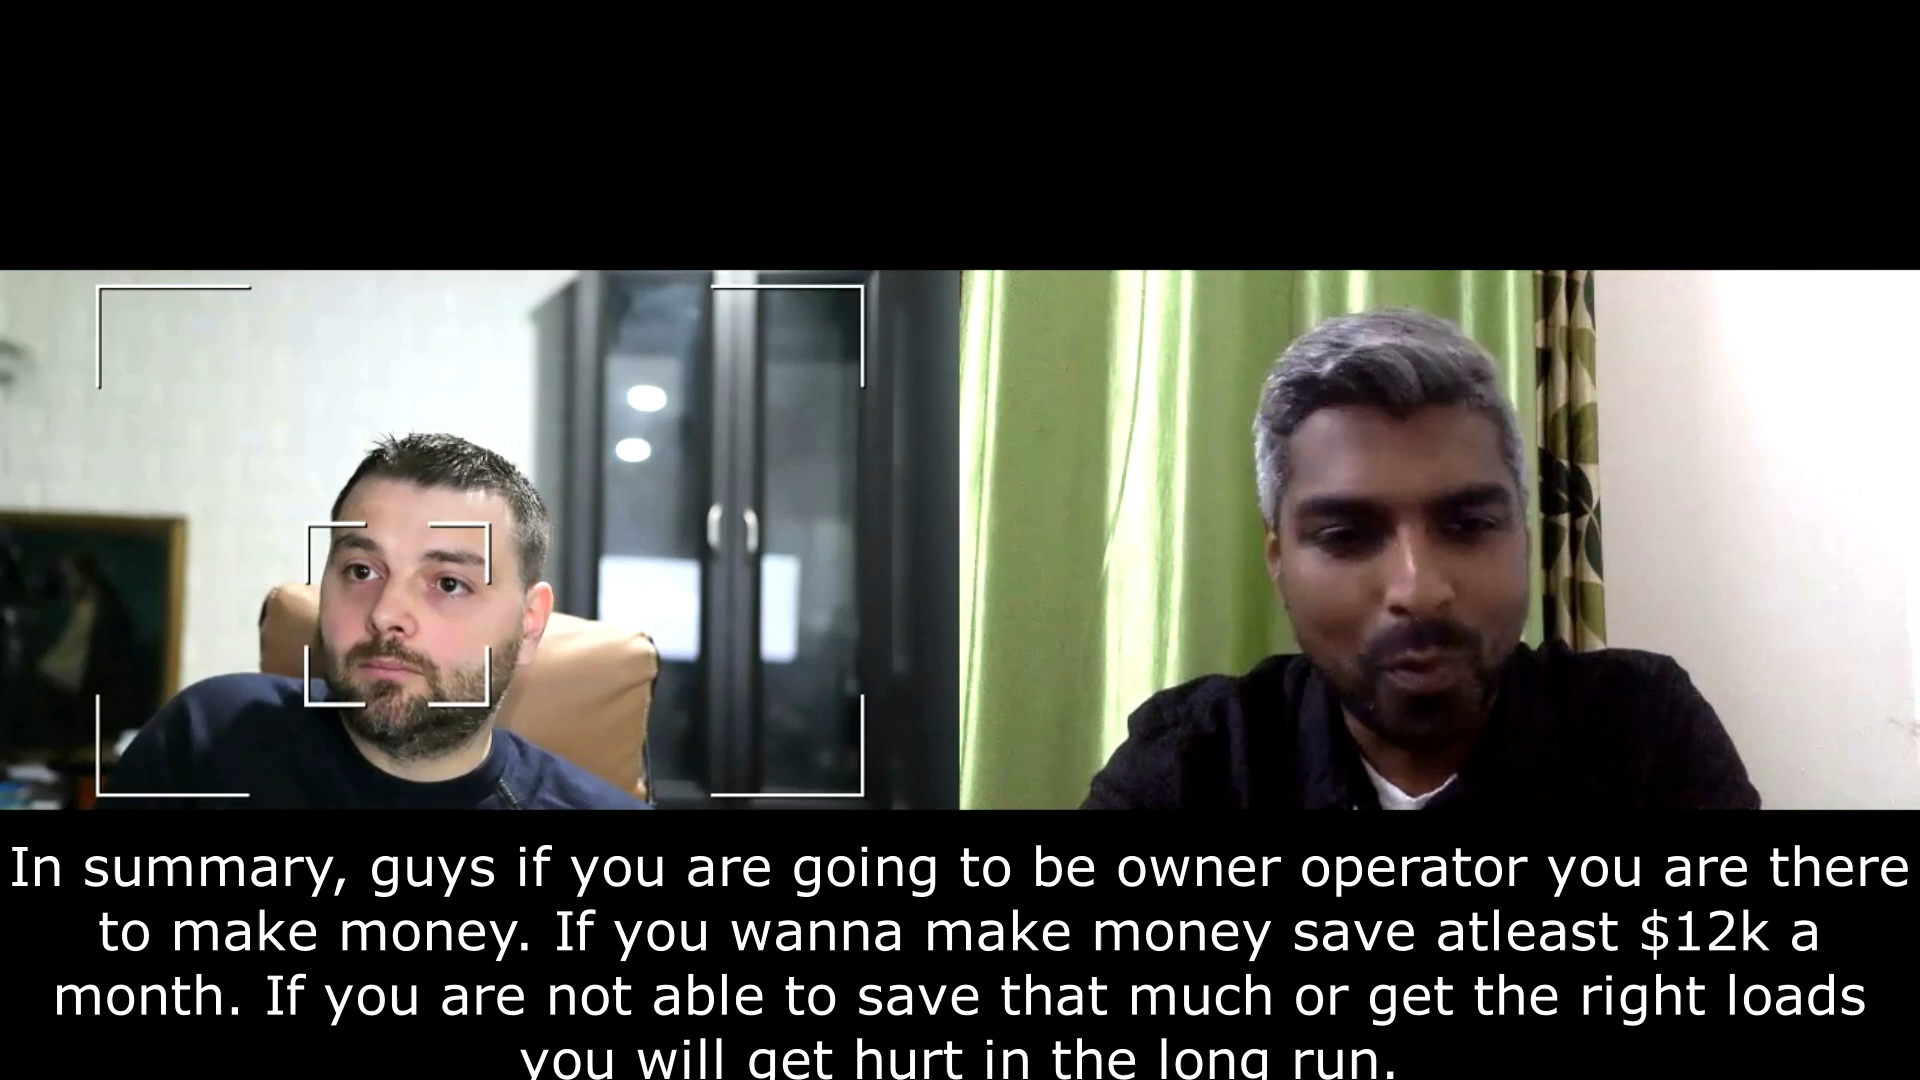 In summary, guys if you are going to be owner operator you are there
to make money. If you wanna make money save atleast $12k a
month. If you are not able to save that much or get the right loads
you will get hurt in the long run.